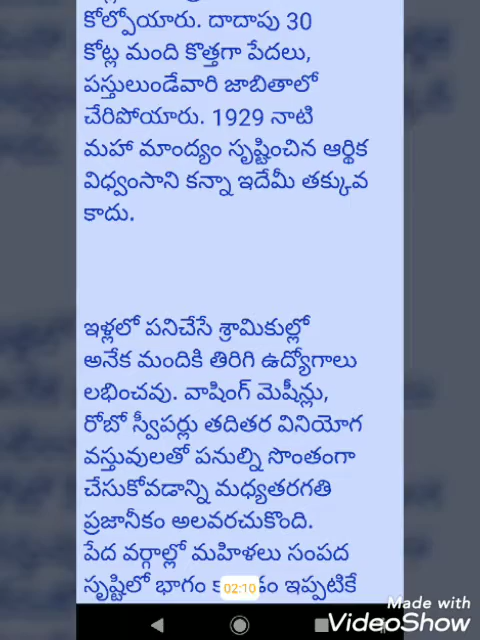 కోల్పోయారు. దాదాపు 30
కోట్ల మంది కొత్తగా పేదలు,
పస్తులుండేవారి జాబితాలో
చేరిపోయారు. 1929 నాటి
మహా మాంద్యం సృష్టించిన ఆర్థిక
విధ్వంసాని కన్నా ఇదేమీ తక్కువ
కాదు.
ఇళ్లలో పనిచేసే శ్రామికుల్లో
అనేక మందికి తిరిగి ఉద్యోగాలు
లభించవు. వాషింగ్ మెషీన్లు,
రోబో స్వీపర్లు తదితర వినియోగ
వస్తువులతో పనుల్ని సొంతంగా
చేసుకోవడాన్ని మధ్యతరగతి
ప్రజానీకం అలవరచుకొంది.
పేద వర్గాల్లో మహిళలు సంపద
సృష్టిలో భాగం 02:10 ఇప్పటికే
Made with
VideoShow